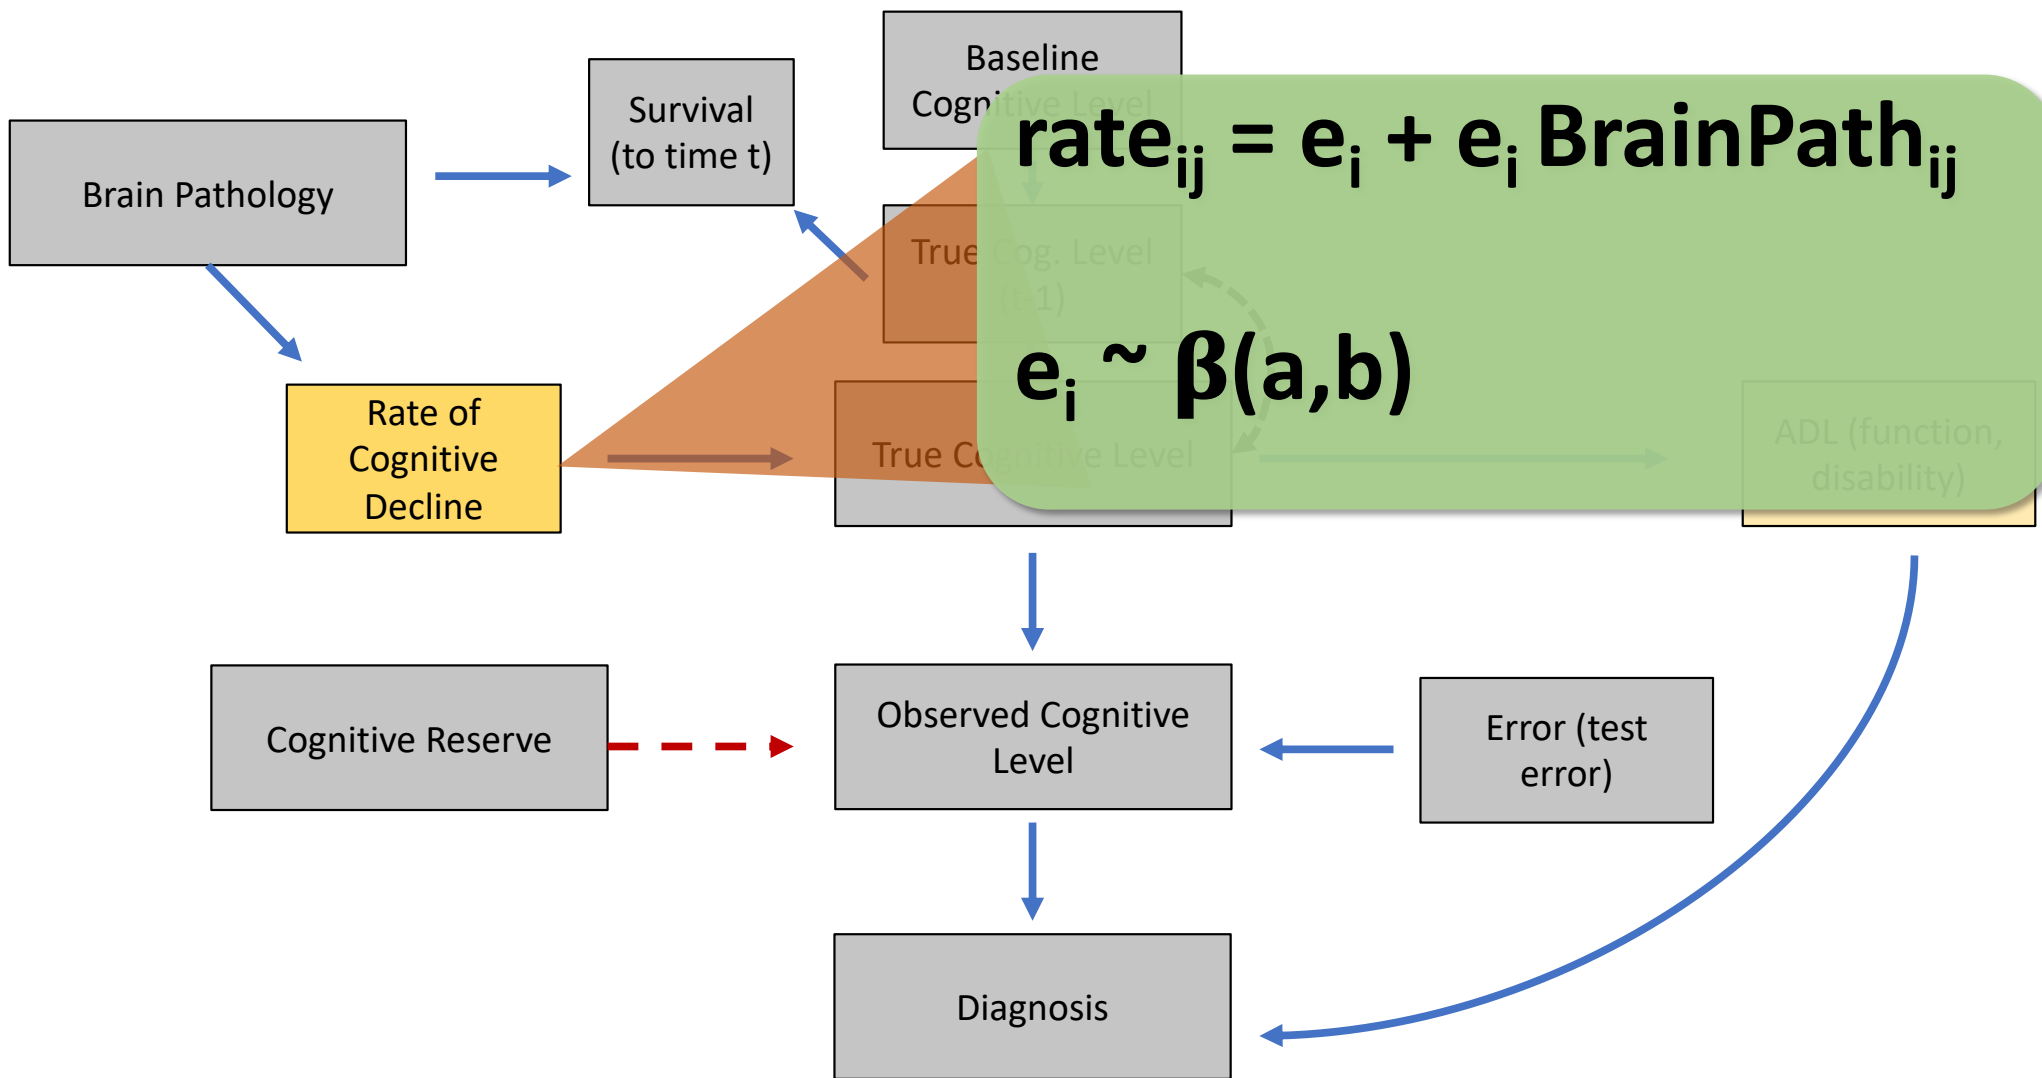 Baseline
Cognitive Level
Survival
(to time t)
Brain Pathology
rateij = ei + ei BrainPathij
True Cog. Level
(t-1)
ei ~ β(a,b)
Rate of
Cognitive
Decline
True Cognitive Level
ADL (function,
disability)
Cognitive Reserve
Observed Cognitive
Level
Error (test
error)
Diagnosis